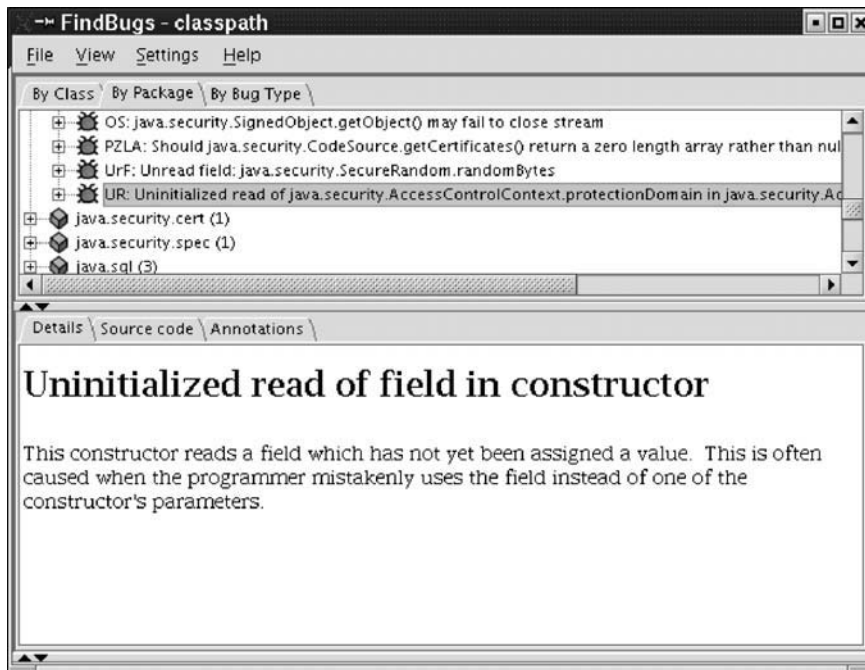 FindBugs - classpath
File View Settings Help
By Class By Package By Bug Type
OS: java.security.SignedObject.getObject() may fail to close stream
PZLA: Should java.security.CodeSource.getCertificates() return a zero length array rather than nul
UrF: Unread field: java.security.SecureRandom.randomBytes
UR: Uninitialized read of java.security.AccessControlContext.protectionDomain in java.security.Ac
java.security.cert (1)
java.security.spec (1)
java.sql (3)
Details Source code Annotations
Uninitialized read of field in constructor
This constructor reads a field which has not yet been assigned a value. This is often
caused when the programmer mistakenly uses the field instead of one of the
constructor's parameters.